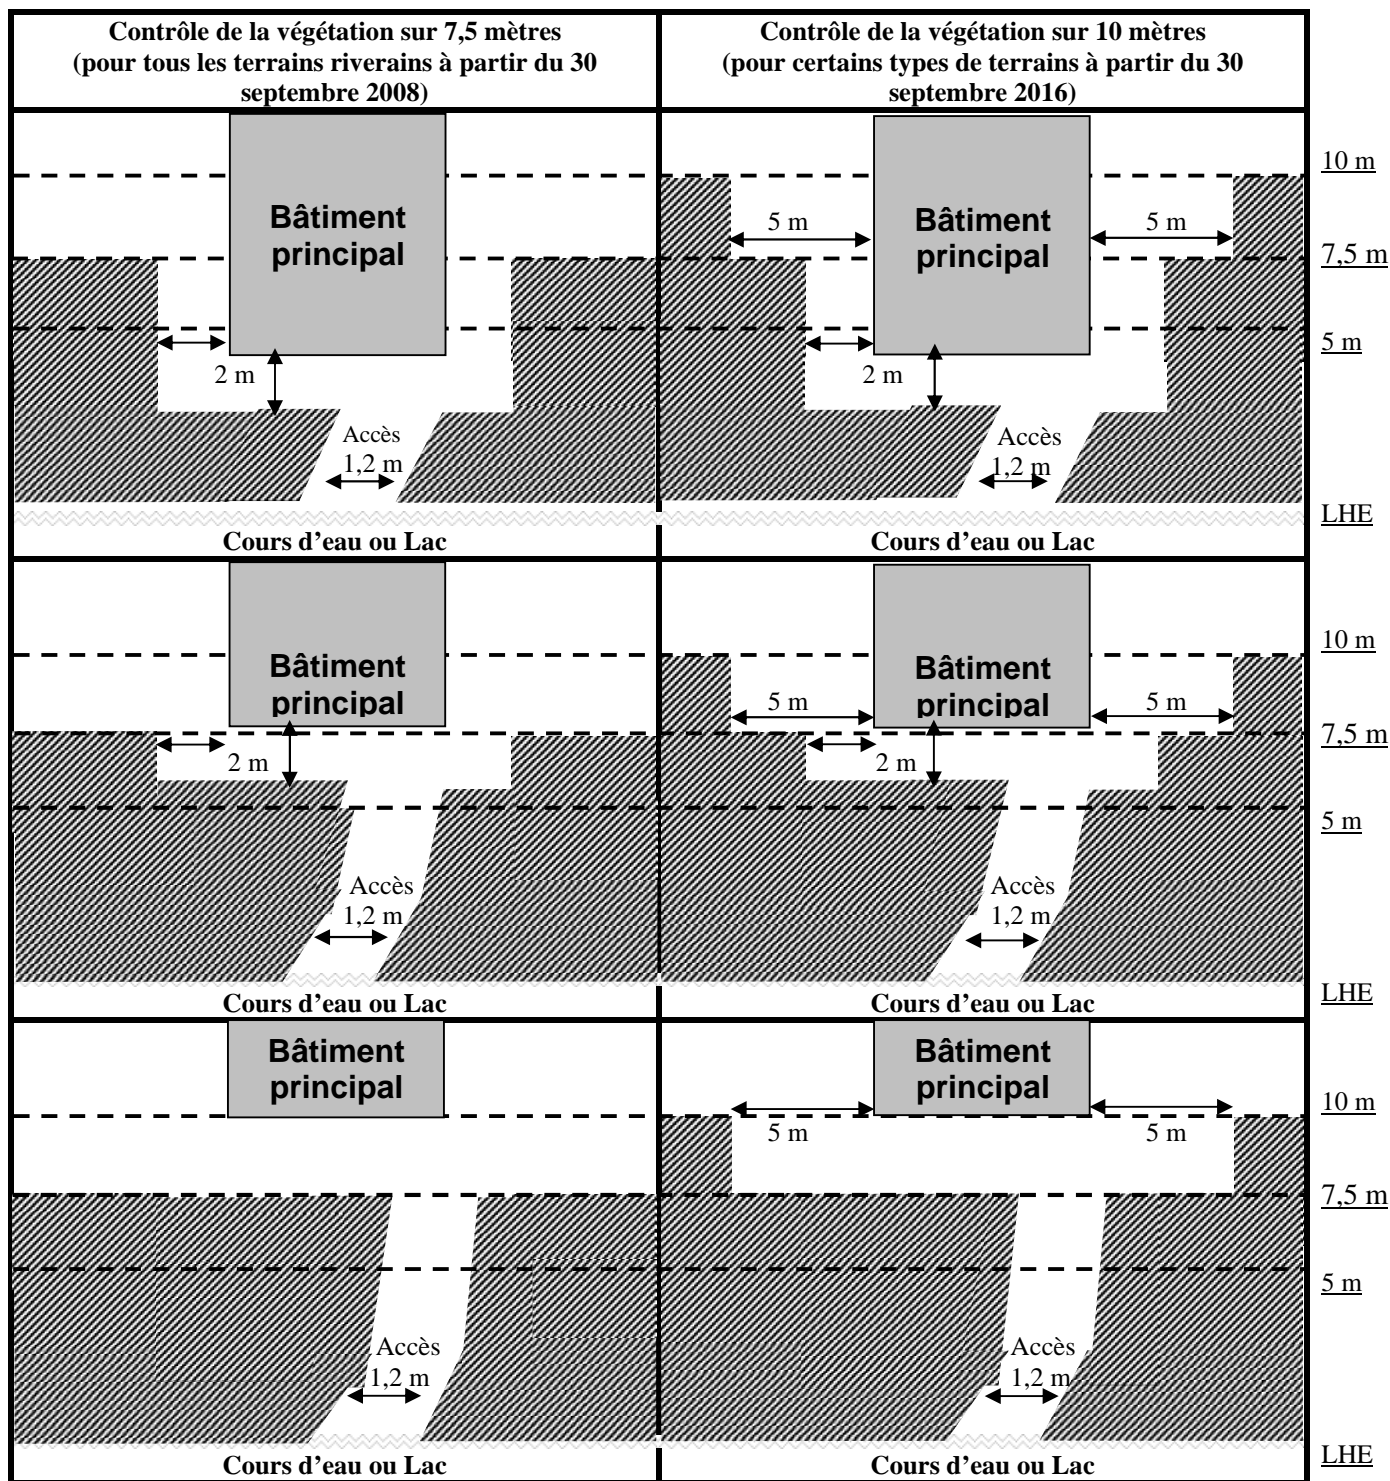 Contrôle de la végétation sur 7,5 mètres
(pour tous les terrains riverains à partir du 30
septembre 2008)
Contrôle de la végétation sur 10 mètres
(pour certains types de terrains à partir du 30
septembre 2016)
Bâtiment
principal
2 m
Accès
1,2 m
Cours d'eau ou Lac
5 m
Bâtiment
principal
5 m
2 m
Accès
1,2 m
Cours d'eau ou Lac
10 m
7,5 m
5 m
LHE
Bâtiment
principal
2 m
Accès
1,2 m
Cours d'eau ou Lac
5 m
Bâtiment
principal
5 m
2 m
Accès
1,2 m
Cours d'eau ou Lac
10 m
7,5 m
5 m
LHE
Bâtiment
principal
Accès
1,2 m
Cours d'eau ou Lac
Bâtiment
principal
5 m
5 m
Accès
1,2 m
Cours d'eau ou Lac
10 m
7,5 m
5 m
LHE